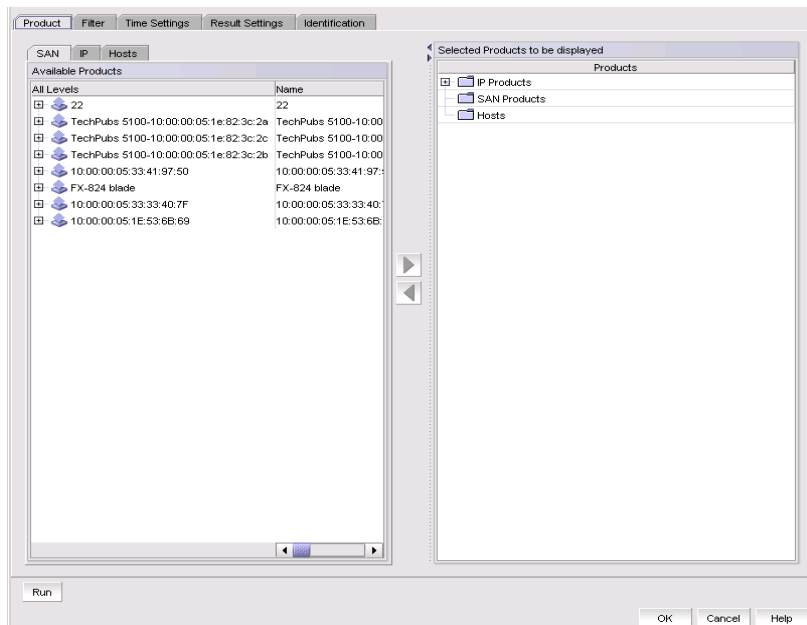 Product Filter Time Settings Result Settings Identification
SAN IP Hosts
Available Products
All Levels Name
22 22
TechPubs 5100-10:00:00:05:1e:82:3c:2a TechPubs 5100-10:00
TechPubs 5100-10:00:00:05:1e:82:3c:2c TechPubs 5100-10:00
TechPubs 5100-10:00:00:05:1e:82:3c:2b TechPubs 5100-10:00
10:00:00:05:33:41:97:50 10:00:00:05:33:41:97:
FX-824 blade FX-824 blade
10:00:00:05:33:33:40:7F 10:00:00:05:33:33:40:
10:00:00:05:1E:53:6B:69 10:00:00:05:1E:53:6B:
Selected Products to be displayed
Products
IP Products
SAN Products
Hosts
Run
OK Cancel Help